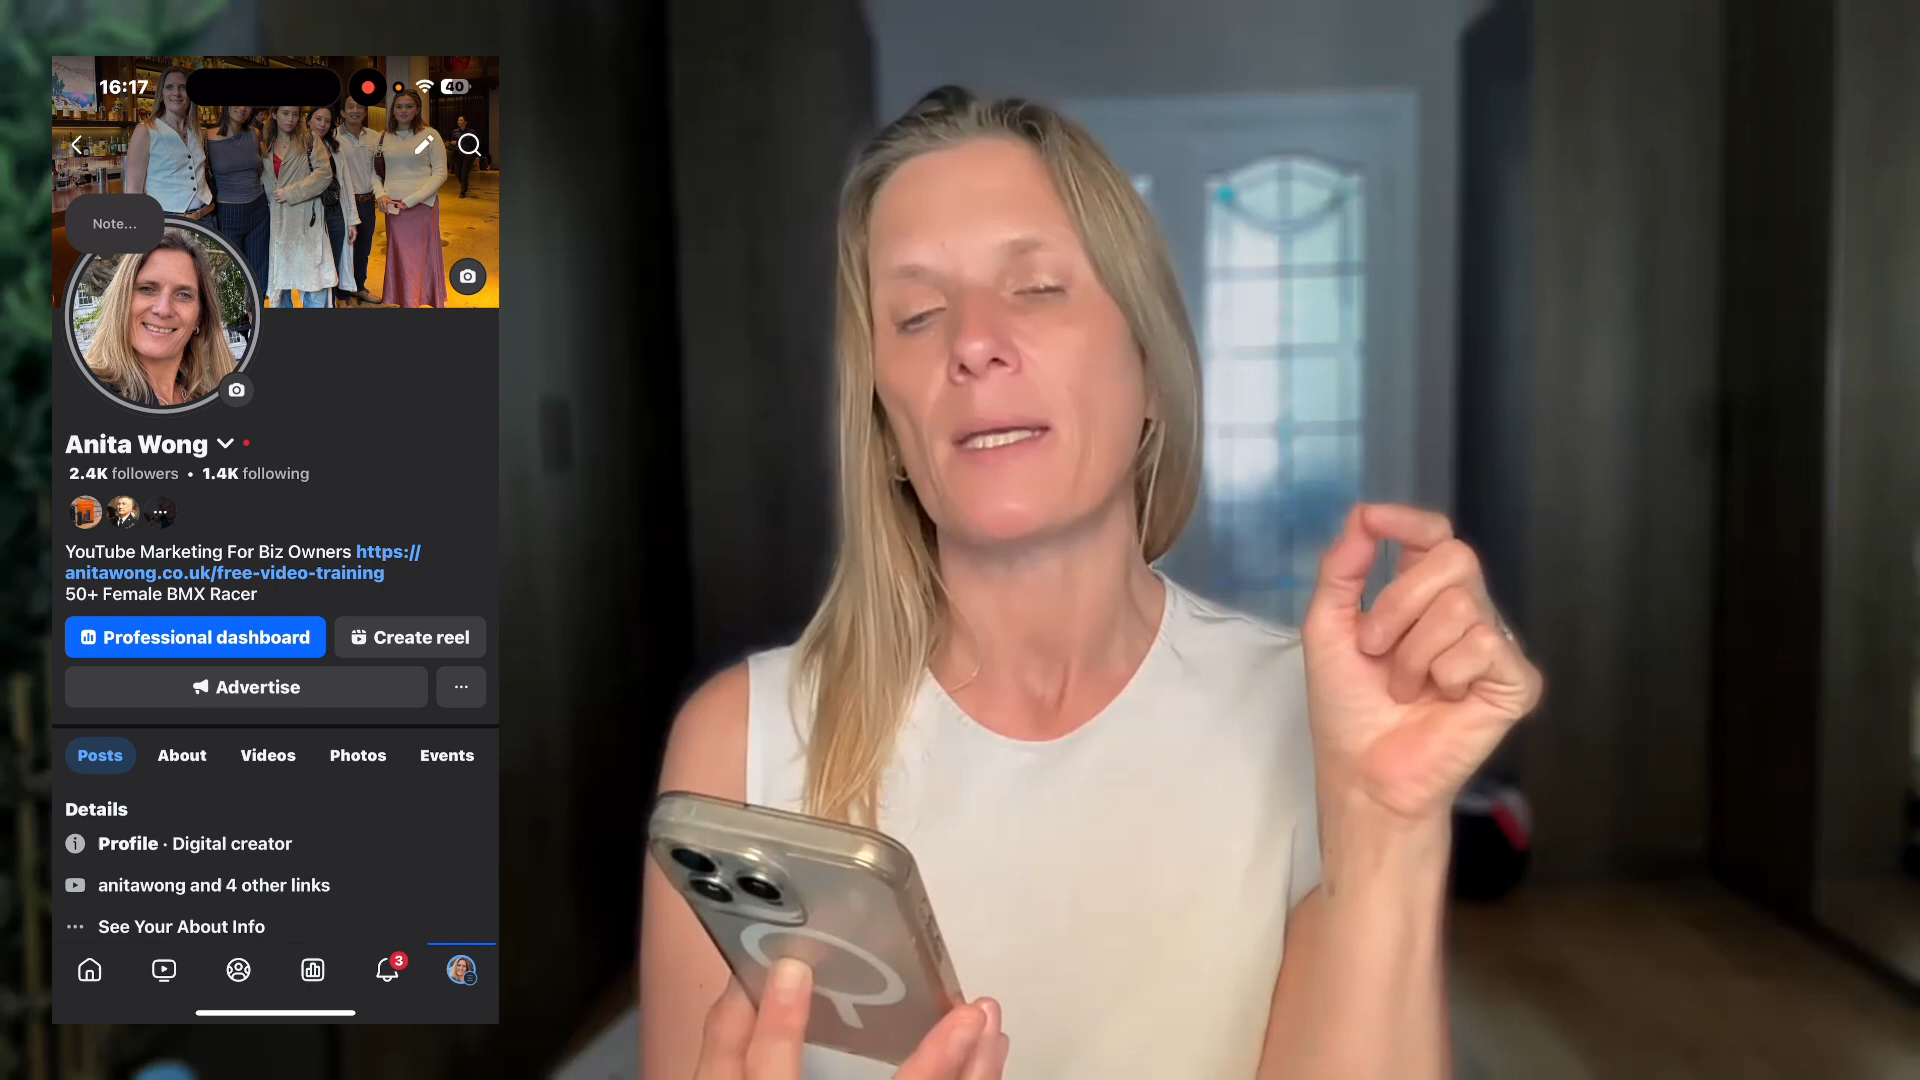 16:17
40
Note...
Anita Wong
2.4K followers • 1.4K following
YouTube Marketing For Biz Owners https://
anitawong.co.uk/free-video-training
50+ Female BMX Racer
Professional dashboard
Create reel
Advertise
Posts
About
Videos
Photos
Events
Details
Profile · Digital creator
anitawong and 4 other links
See Your About Info
3